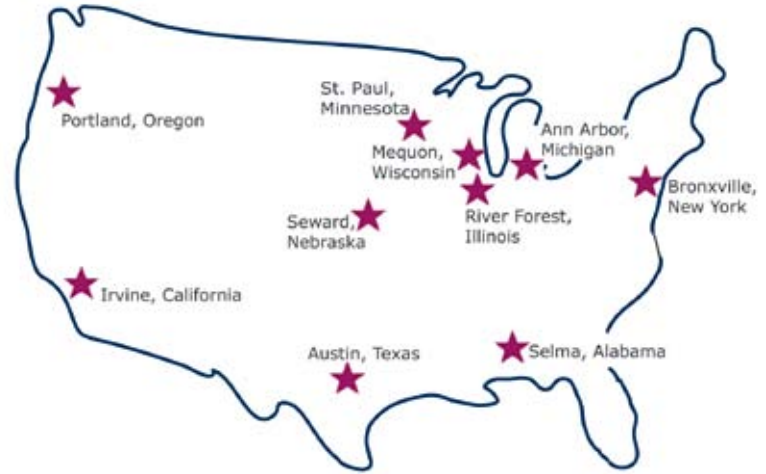 St. Paul,
Minnesota
Portland, Oregon
Ann Arbor,
Michigan
Mequon,
Wisconsin
Bronxville,
New York
River Forest,
Illinois
Seward,
Nebraska
Irvine, California
Austin, Texas
Selma, Alabama